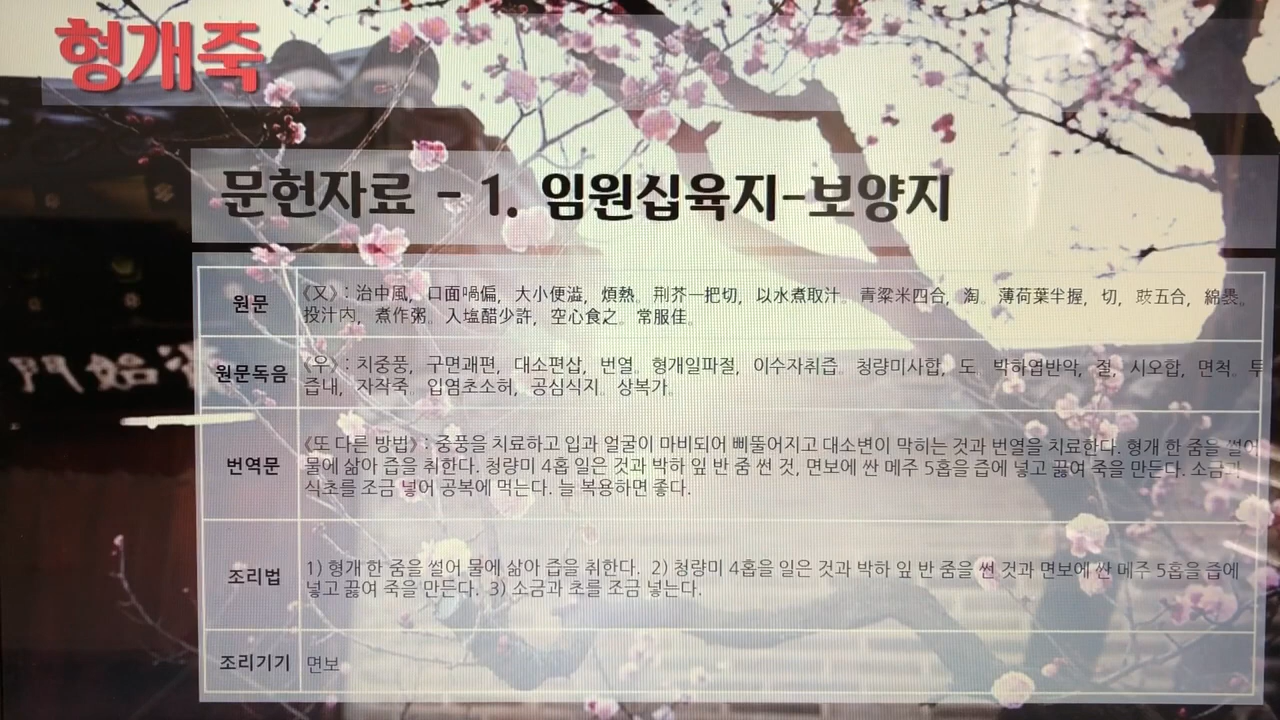 형개죽
문헌자료 - 1. 임원십육지-보양지
원문
《又》: 治中風, 口面喎偏, 大小便澁, 煩熱。荊芥一把切, 以水煮取汁。青粱米四合, 淘。薄荷葉半握, 切, 豉五合, 綿褁。
投汁內, 煮作粥。入塩醋少許, 空心食之。常服佳。
원문독음
《우》: 치중풍, 구면괘편, 대소편삽, 번열。형개일파절, 이수자취즙。청량미사합, 도。박하엽반악, 절, 시오합, 면척。투
즙내, 자작죽。입염초소허, 공심식지。상복가。
번역문
《또 다른 방법》: 중풍을 치료하고 입과 얼굴이 마비되어 삐뚤어지고 대소변이 막히는 것과 번열을 치료한다. 형개 한 줌을 썰어
물에 삶아 즙을 취한다. 청량미 4홉 일은 것과 박하 잎 반 줌 썬 것, 면보에 싼 메주 5홉을 즙에 넣고 끓여 죽을 만든다. 소금과
식초를 조금 넣어 공복에 먹는다. 늘 복용하면 좋다.
조리법
1) 형개 한 줌을 썰어 물에 삶아 즙을 취한다. 2) 청량미 4홉을 일은 것과 박하 잎 반 줌을 썬 것과 면보에 싼 메주 5홉을 즙에
넣고 끓여 죽을 만든다. 3) 소금과 초를 조금 넣는다.
조리기기
면보
門始